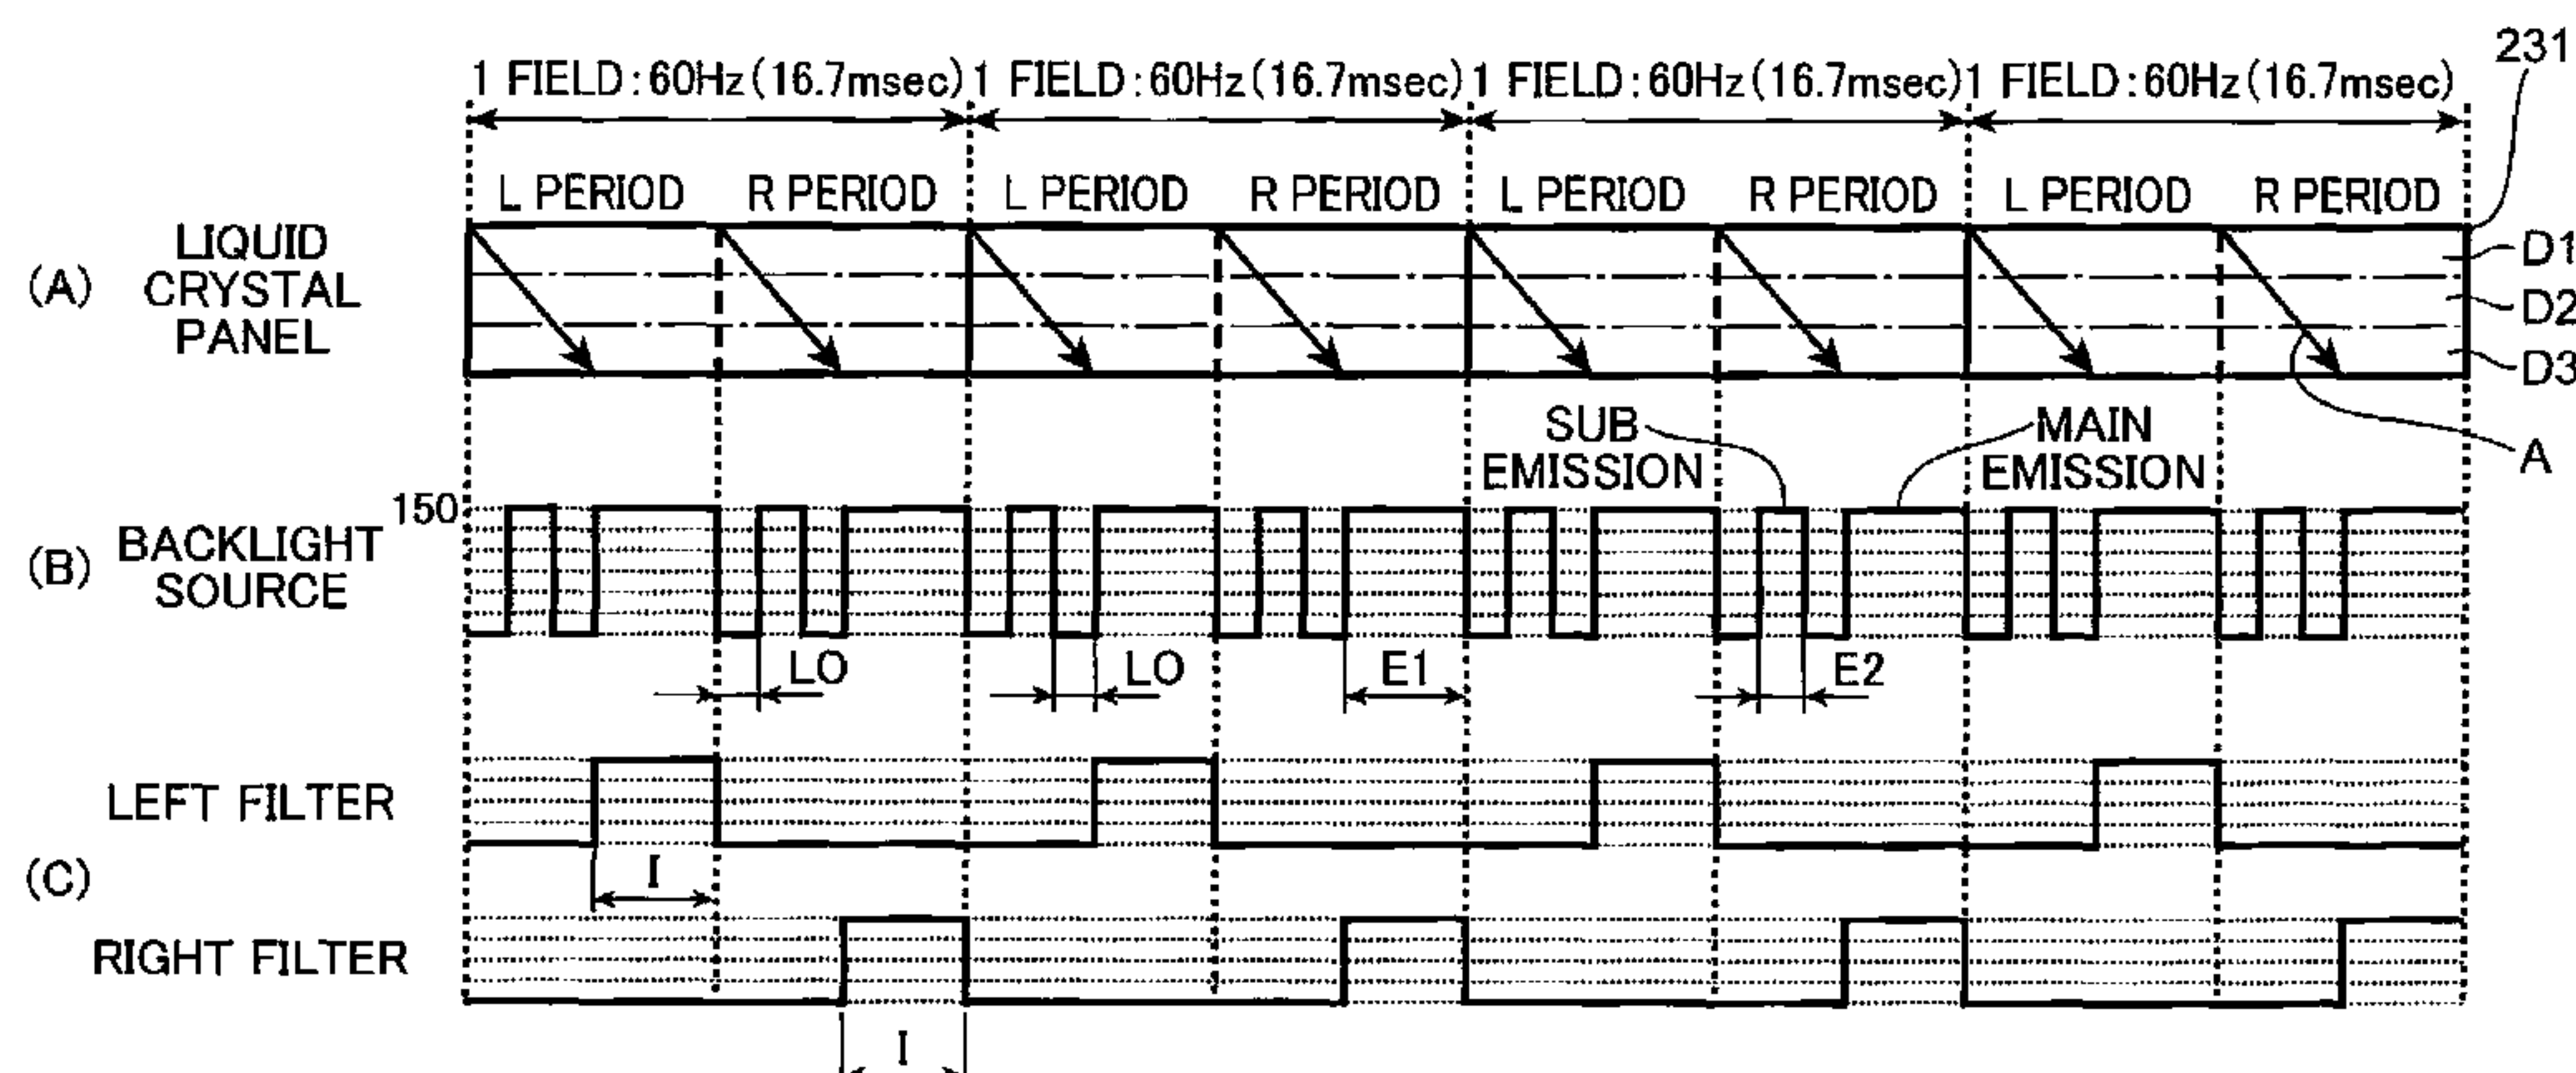 231
1 FIELD:60Hz(16.7msec) 1 FIELD:60Hz(16.7msec) 1 FIELD:60Hz(16.7msec) 1 FIELD:60Hz(16.7msec)
L PERIOD R PERIOD L PERIOD R PERIOD L PERIOD R PERIOD L PERIOD R PERIOD
(A) LIQUID CRYSTAL PANEL
D1
D2
D3
A
SUB EMISSION
MAIN EMISSION
150
(B) BACKLIGHT SOURCE
LO LO E1 E2
LEFT FILTER
I
(C)
RIGHT FILTER
I